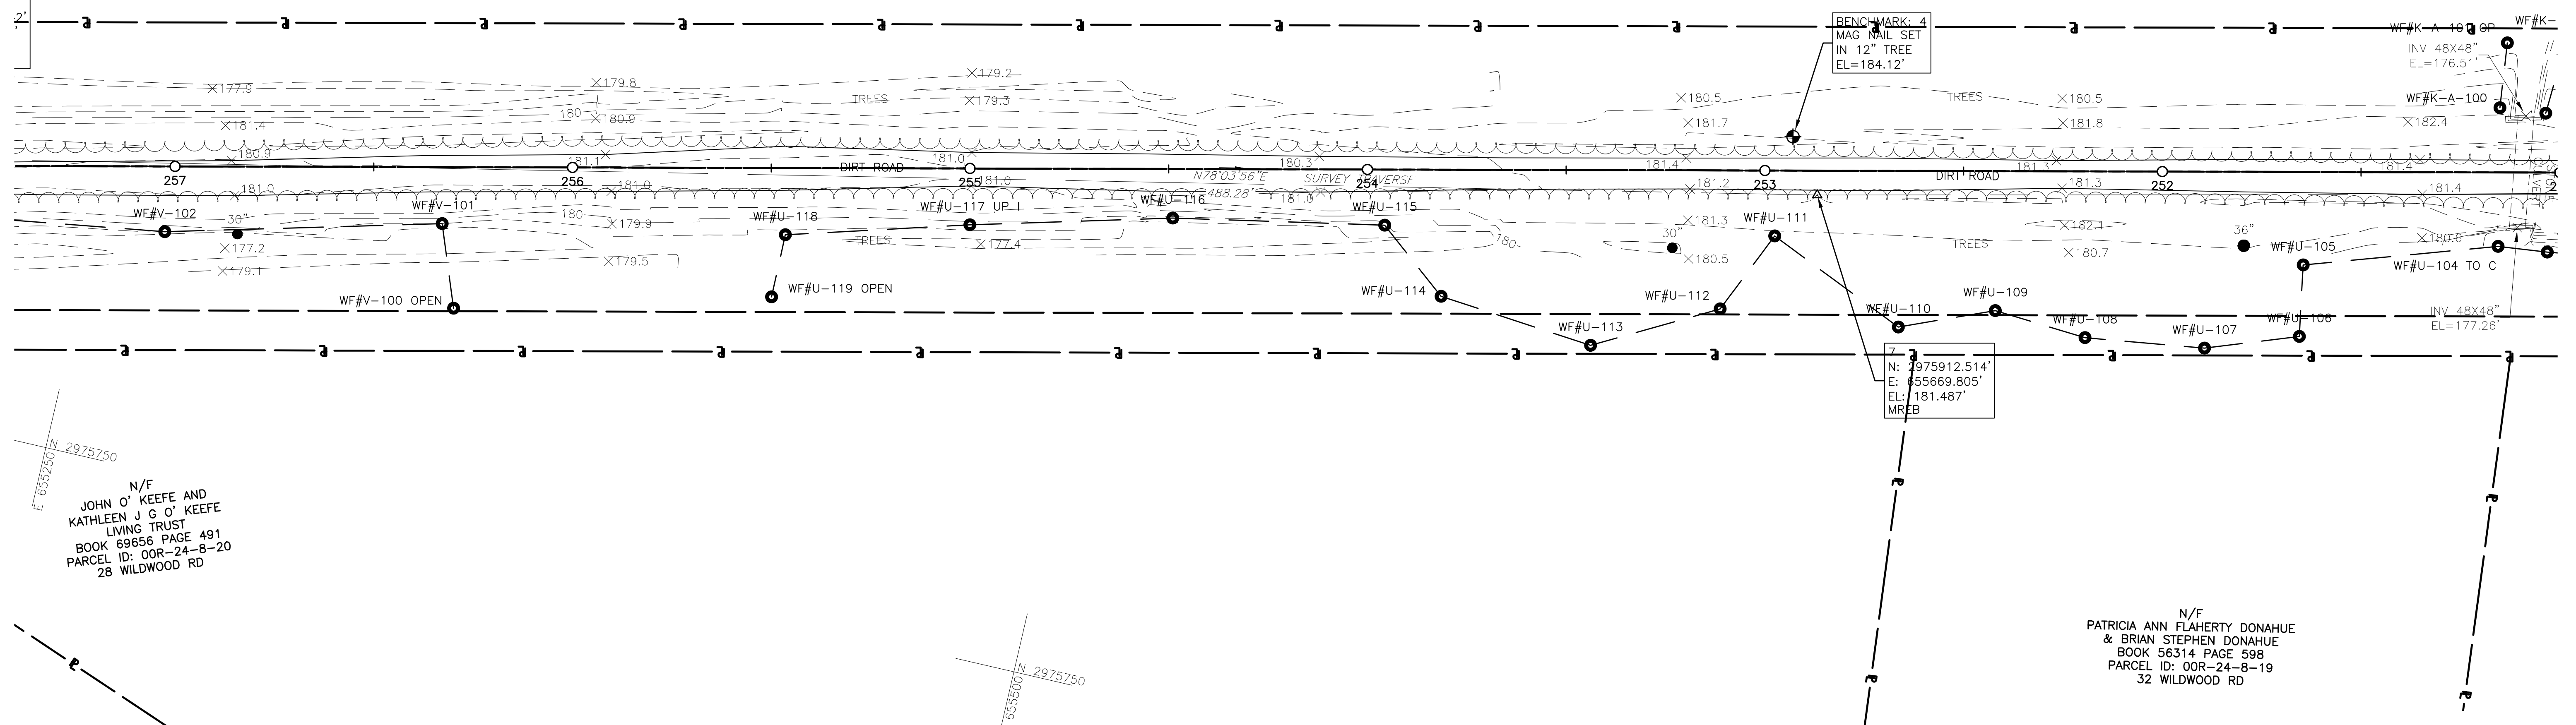 2'
BENCHMARK: 4
MAG NAIL SET
IN 12" TREE
EL=184.12'
WF#K-A-101 OP
WF#K-
INV 48X48"
EL=176.51'
WF#K-A-100
×177.9
×179.8
×179.2
×179.3
TREES
×180.5
TREES
×180.5
180
×180.9
×181.4
×181.7
×181.8
×182.4
180.9
181.1
181.0
180.3
181.4
181.3
181.4
DIRT ROAD
DIRT ROAD
257
256
255
254
253
252
N78°03'56"E
SURVEY TRAVERSE
488.28'
181.0
181.0
181.0
181.0
181.2
181.3
181.4
WF#V-102
30"
WF#V-101
180
×179.9
WF#U-118
WF#U-117 UP I
WF#U-116
WF#U-115
×181.3
WF#U-111
×182.1
36"
WF#U-105
×180.6
×177.2
TREES
×177.4
180
30"
TREES
×180.7
×179.1
×179.5
×180.5
WF#U-104 TO C
WF#V-100 OPEN
WF#U-119 OPEN
WF#U-114
WF#U-112
WF#U-110
WF#U-109
WF#U-113
WF#U-108
WF#U-107
WF#U-106
INV 48X48"
EL=177.26'
7
N: 2975912.514'
E: 655669.805'
EL: 181.487'
MREB
N 2975750
E 655250
N/F
JOHN O' KEEFE AND
KATHLEEN J G O' KEEFE
LIVING TRUST
BOOK 69656 PAGE 491
PARCEL ID: 00R-24-8-20
28 WILDWOOD RD
N 2975750
655500
N/F
PATRICIA ANN FLAHERTY DONAHUE
& BRIAN STEPHEN DONAHUE
BOOK 56314 PAGE 598
PARCEL ID: 00R-24-8-19
32 WILDWOOD RD